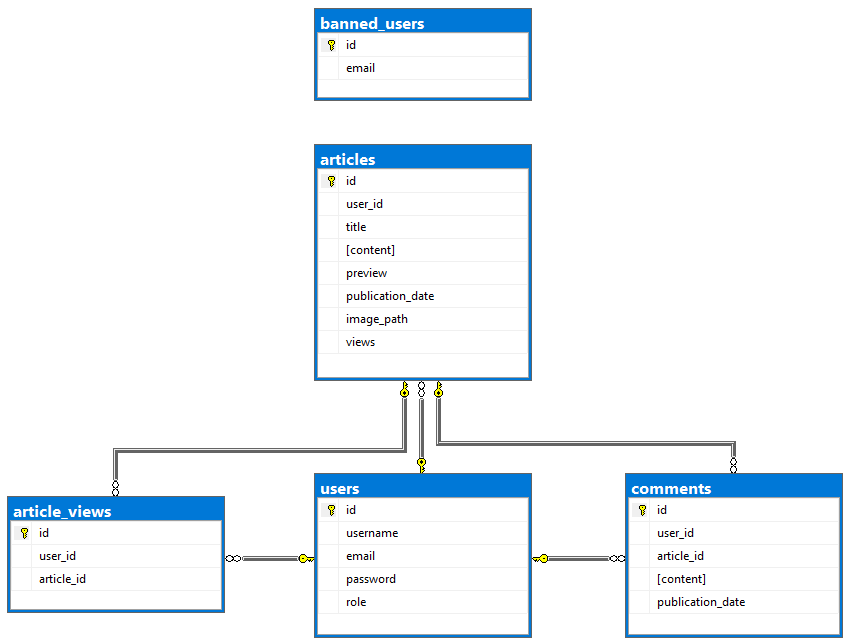 banned_users
id
email
articles
id
user_id
title
[content]
preview
publication_date
image_path
views
article_views
id
user_id
article_id
users
id
username
email
password
role
comments
id
user_id
article_id
[content]
publication_date